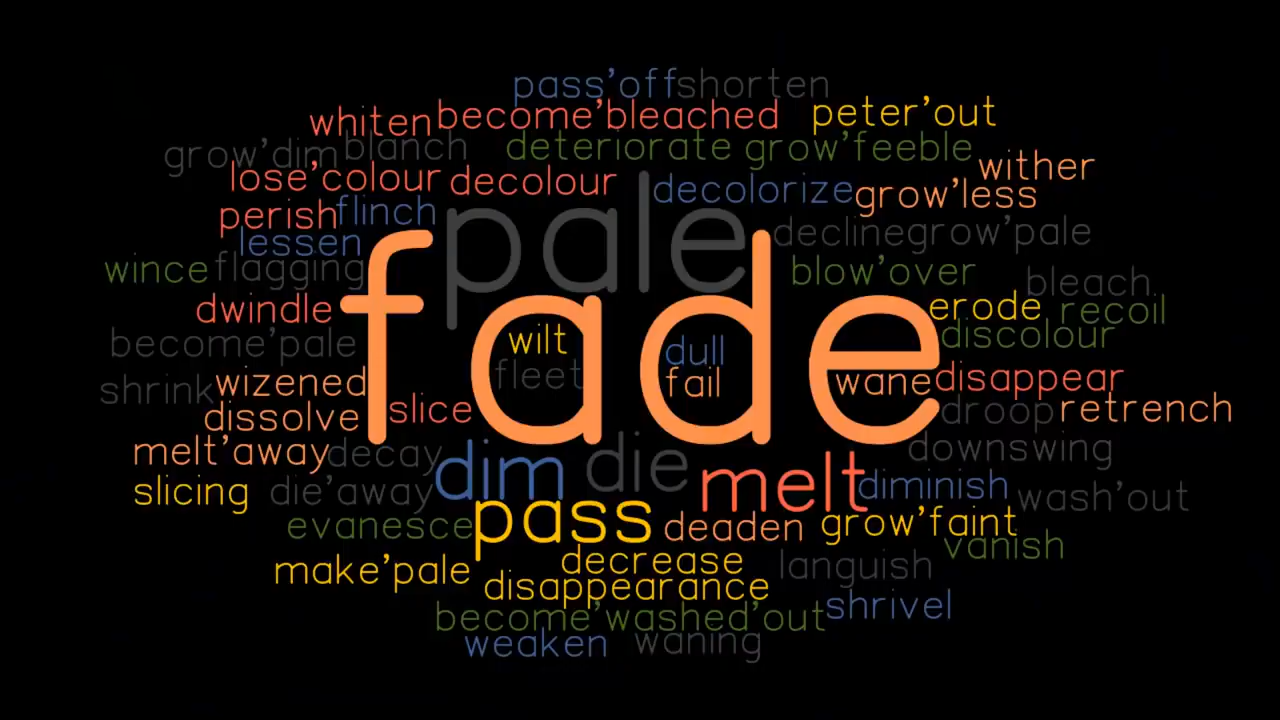 pass'off shorten
whiten become'bleached peter'out
grow'dim blanch deteriorate grow'feeble
wither
lose'colour decolour decolorize grow'less
perish flinch
pale
lessen decline grow'pale
wince flagging blow'over bleach
fade
dwindle erode recoil
become'pale wilt dull discolour
shrink wizened fleet fail wane disappear
dissolve slice droop retrench
melt'away decay downswing
dim die melt
slicing die'away diminish wash'out
evanesce pass deaden grow'faint
vanish
make'pale decrease languish
disappearance
become'washed'out shrivel
weaken waning